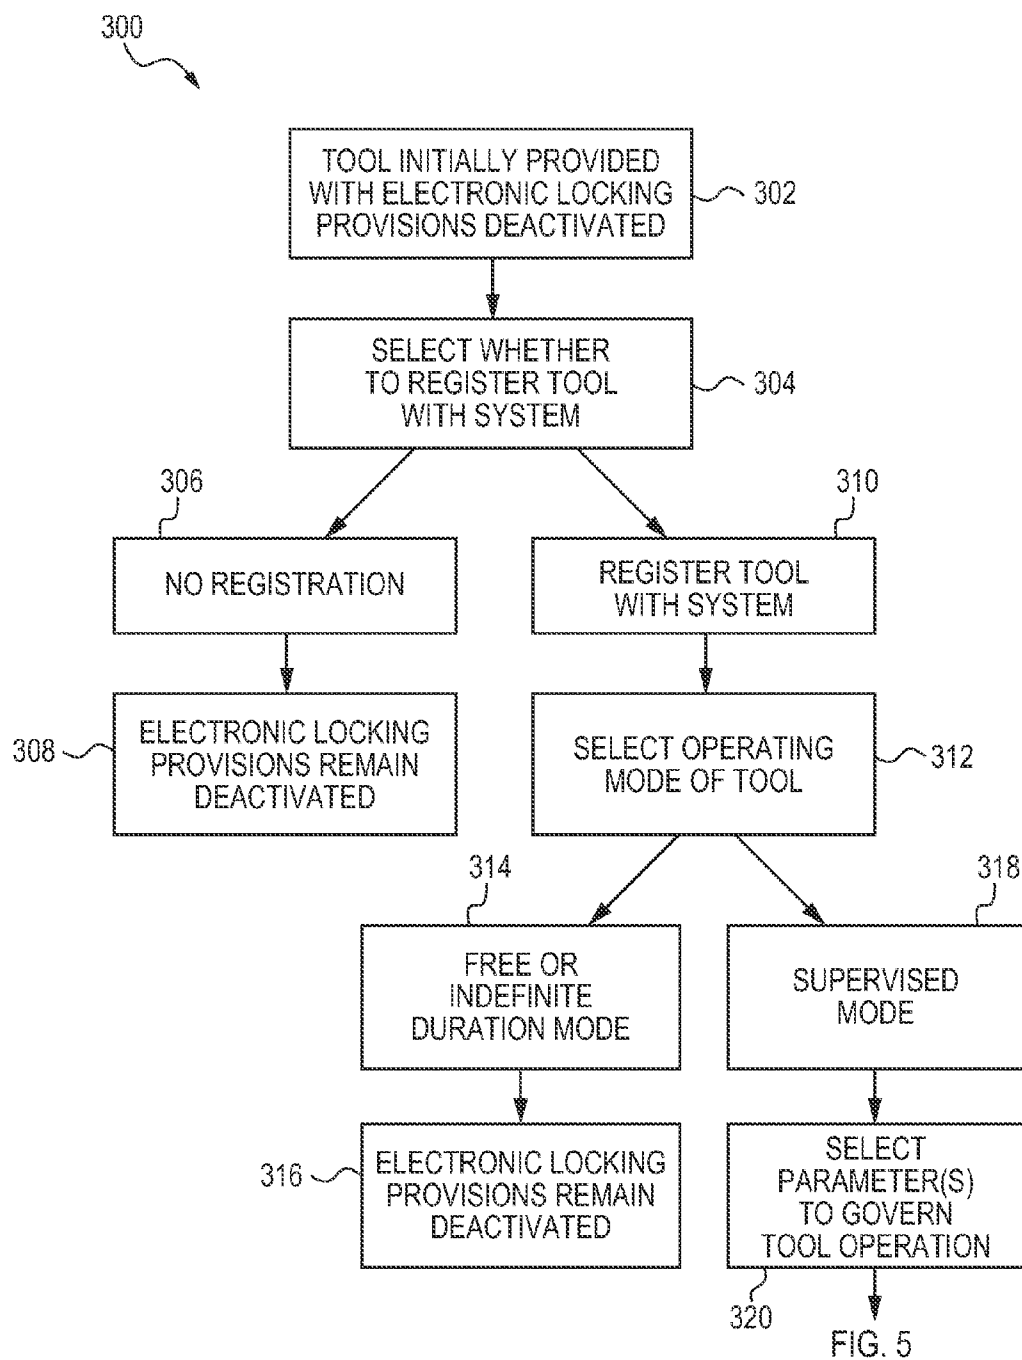 300
TOOL INITIALLY PROVIDED
WITH ELECTRONIC LOCKING
PROVISIONS DEACTIVATED
302
SELECT WHETHER
TO REGISTER TOOL
WITH SYSTEM
304
306
NO REGISTRATION
310
REGISTER TOOL
WITH SYSTEM
308
ELECTRONIC LOCKING
PROVISIONS REMAIN
DEACTIVATED
SELECT OPERATING
MODE OF TOOL
312
314
FREE OR
INDEFINITE
DURATION MODE
318
SUPERVISED
MODE
316
ELECTRONIC LOCKING
PROVISIONS REMAIN
DEACTIVATED
SELECT
PARAMETER(S)
TO GOVERN
TOOL OPERATION
320
FIG. 5